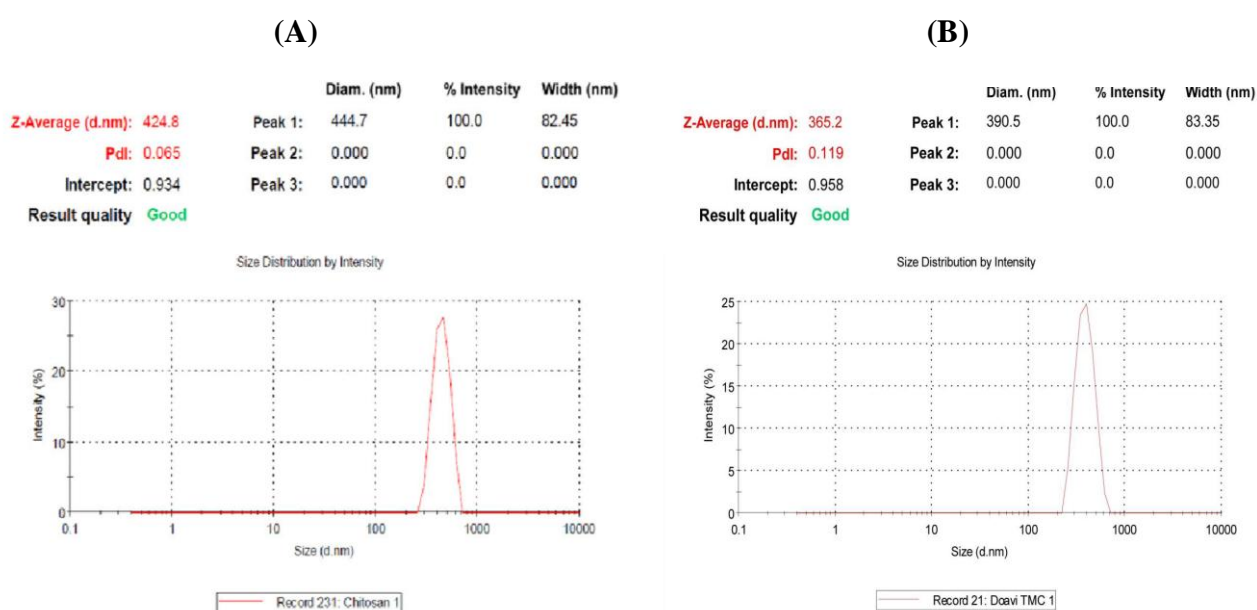 (A)
Diam. (nm) % Intensity Width (nm)
Z-Average (d.nm): 424.8 Peak 1: 444.7 100.0 82.45
PdI: 0.065 Peak 2: 0.000 0.0 0.000
Intercept: 0.934 Peak 3: 0.000 0.0 0.000
Result quality Good
Size Distribution by Intensity
30
20
10
0
Intensity (%)
0.1 1 10 100 1000 10000
Size (d.nm)
Record 231: Chitosan 1
(B)
Diam. (nm) % Intensity Width (nm)
Z-Average (d.nm): 365.2 Peak 1: 390.5 100.0 83.35
PdI: 0.119 Peak 2: 0.000 0.0 0.000
Intercept: 0.958 Peak 3: 0.000 0.0 0.000
Result quality Good
Size Distribution by Intensity
25
20
15
10
5
0
Intensity (%)
0.1 1 10 100 1000 10000
Size (d.nm)
Record 21: Doavi TMC 1